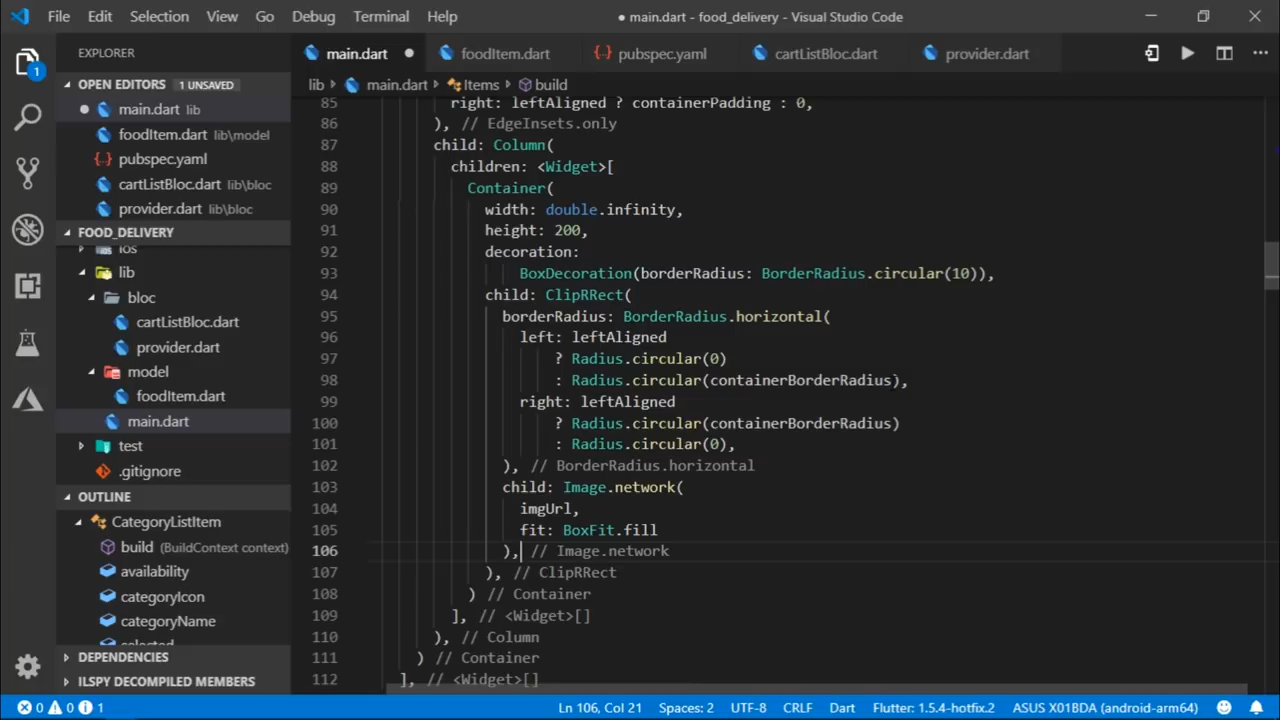 File Edit Selection View Go Debug Terminal Help
● main.dart - food_delivery - Visual Studio Code
EXPLORER
OPEN EDITORS 1 UNSAVED
main.dart lib
foodItem.dart lib\model
pubspec.yaml
cartListBloc.dart lib\bloc
provider.dart lib\bloc
FOOD_DELIVERY
ios
lib
bloc
cartListBloc.dart
provider.dart
model
foodItem.dart
main.dart
test
.gitignore
OUTLINE
CategoryListItem
build (BuildContext context)
availability
categoryIcon
categoryName
selected
DEPENDENCIES
ILSPY DECOMPILED MEMBERS
1
main.dart foodItem.dart pubspec.yaml cartListBloc.dart provider.dart
lib main.dart Items build
85 right: leftAligned ? containerPadding : 0,
86 ), // EdgeInsets.only
87 child: Column(
88 children: <Widget>[
89 Container(
90 width: double.infinity,
91 height: 200,
92 decoration:
93 BoxDecoration(borderRadius: BorderRadius.circular(10)),
94 child: ClipRRect(
95 borderRadius: BorderRadius.horizontal(
96 left: leftAligned
97 ? Radius.circular(0)
98 : Radius.circular(containerBorderRadius),
99 right: leftAligned
100 ? Radius.circular(containerBorderRadius)
101 : Radius.circular(0),
102 ), // BorderRadius.horizontal
103 child: Image.network(
104 imgUrl,
105 fit: BoxFit.fill
106 ), // Image.network
107 ), // ClipRRect
108 ) // Container
109 ], // <Widget>[]
110 ), // Column
111 ) // Container
112 ], // <Widget>[]
0 0 1 Ln 106, Col 21 Spaces: 2 UTF-8 CRLF Dart Flutter: 1.5.4-hotfix.2 ASUS X01BDA (android-arm64)